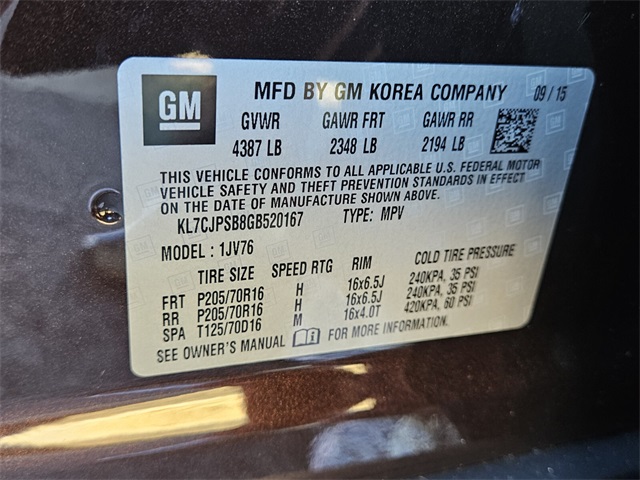 GM MFD BY GM KOREA COMPANY 09/15
GVWR GAWR FRT GAWR RR
4387 LB 2348 LB 2194 LB
THIS VEHICLE CONFORMS TO ALL APPLICABLE U.S. FEDERAL MOTOR
VEHICLE SAFETY AND THEFT PREVENTION STANDARDS IN EFFECT
ON THE DATE OF MANUFACTURE SHOWN ABOVE.
KL7CJPSB8GB520167 TYPE: MPV
MODEL: 1JV76
TIRE SIZE SPEED RTG RIM COLD TIRE PRESSURE
FRT P205/70R16 H 16x6.5J 240KPA, 35 PSI
RR P205/70R16 H 16x6.5J 240KPA, 35 PSI
SPA T125/70D16 M 16x4.0T 420KPA, 60 PSI
SEE OWNER'S MANUAL FOR MORE INFORMATION.